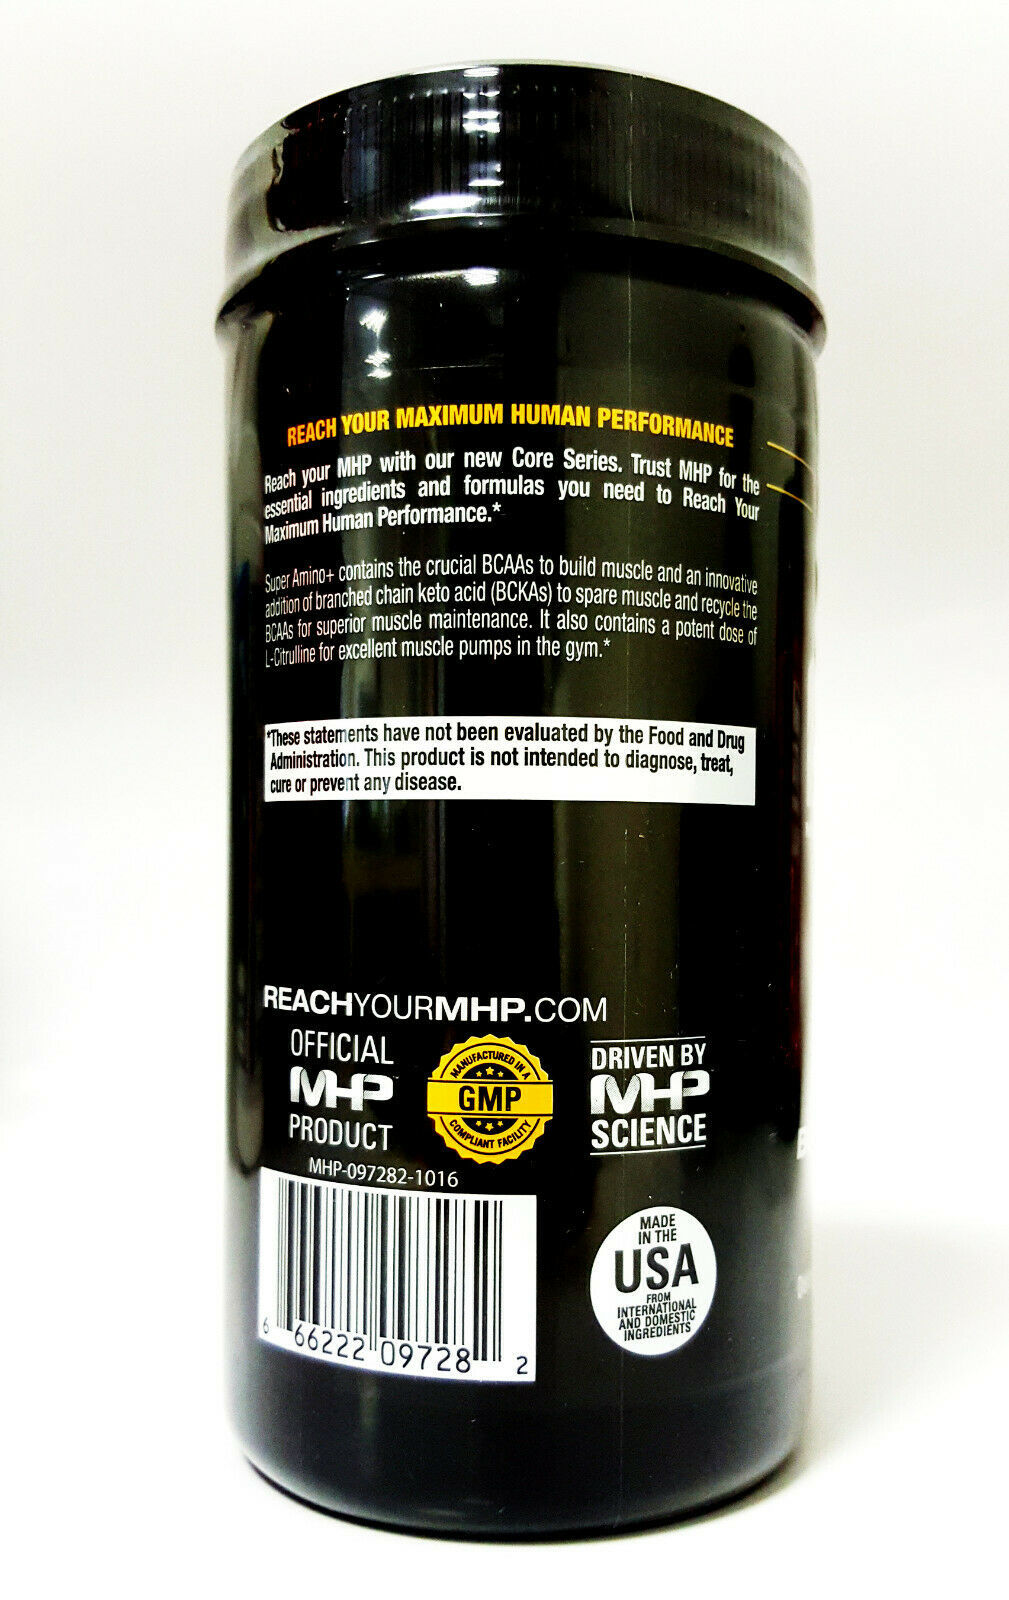 REACH YOUR MAXIMUM HUMAN PERFORMANCE
Reach your MHP with our new Core Series. Trust MHP for the
essential ingredients and formulas you need to Reach Your
Maximum Human Performance.*
Super Amino+ contains the crucial BCAAs to build muscle and an innovative
addition of branched chain keto acid (BCKAs) to spare muscle and recycle the
BCAAs for superior muscle maintenance. It also contains a potent dose of
L-Citrulline for excellent muscle pumps in the gym.*
*These statements have not been evaluated by the Food and Drug
Administration. This product is not intended to diagnose, treat,
cure or prevent any disease.
REACHYOURMHP.COM
OFFICIAL
MHP
PRODUCT
MANUFACTURED IN A
GMP
COMPLIANT FACILITY
DRIVEN BY
MHP
SCIENCE
MHP-097282-1016
6 66222 09728 2
MADE
IN THE
USA
FROM
INTERNATIONAL
AND DOMESTIC
INGREDIENTS